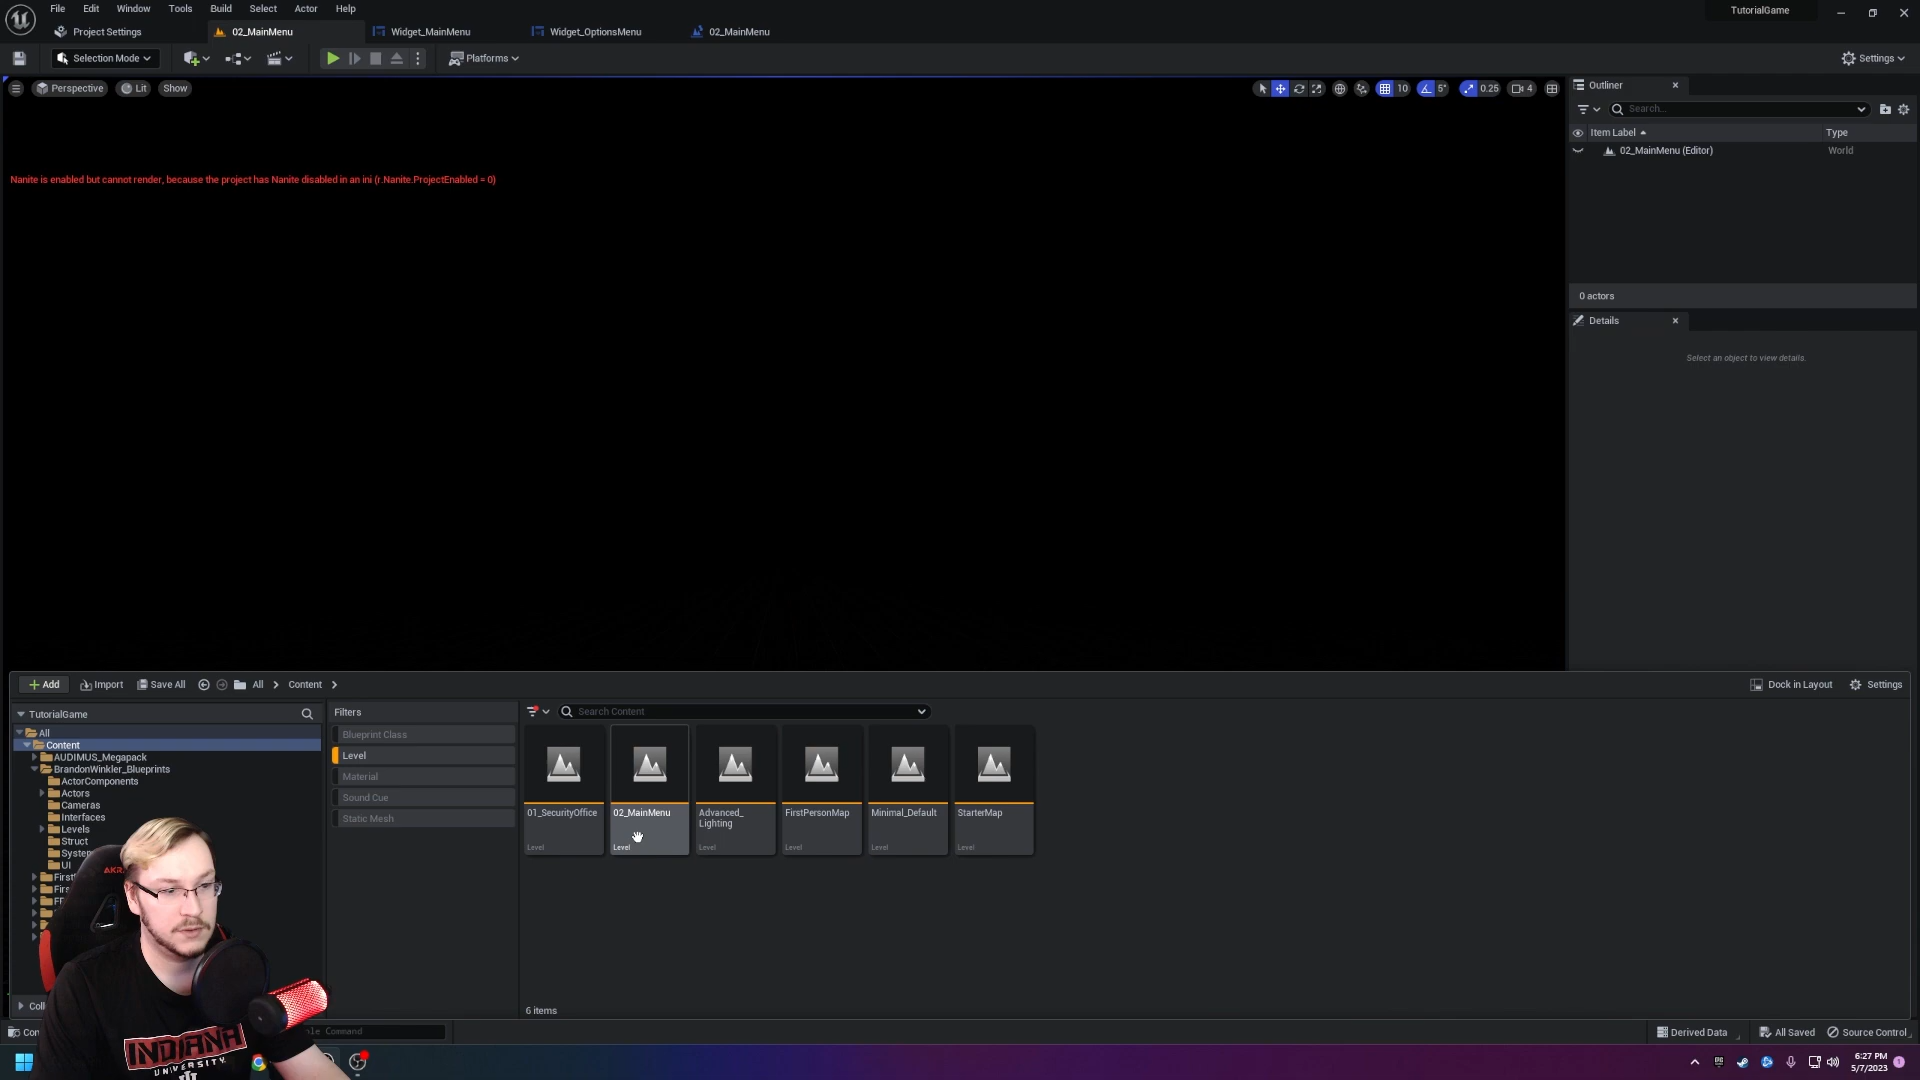 File Edit Window Tools Build Select Actor Help
TutorialGame
Project Settings 02_MainMenu Widget_MainMenu Widget_OptionsMenu 02_MainMenu
Selection Mode Platforms Settings
Perspective Lit Show 10 5° 0.25 4
Outliner
Search...
Item Label Type
02_MainMenu (Editor) World
Nanite is enabled but cannot render, because the project has Nanite disabled in an ini (r.Nanite.ProjectEnabled = 0)
0 actors
Details
Select an object to view details.
Add Import Save All All Content Dock in Layout Settings
TutorialGame
All
Content
AUDIMUS_Megapack
BrandonWinkler_Blueprints
ActorComponents
Actors
Cameras
Interfaces
Levels
Struct
System
UI
Filters
Blueprint Class
Level
Material
Sound Cue
Static Mesh
Search Content
01_SecurityOffice
Level
02_MainMenu
Level
Advanced_
Lighting
Level
FirstPersonMap
Level
Minimal_Default
Level
StarterMap
Level
6 items
Derived Data All Saved Source Control
INDIANA
UNIVERSITY
6:27 PM
5/7/2023
1